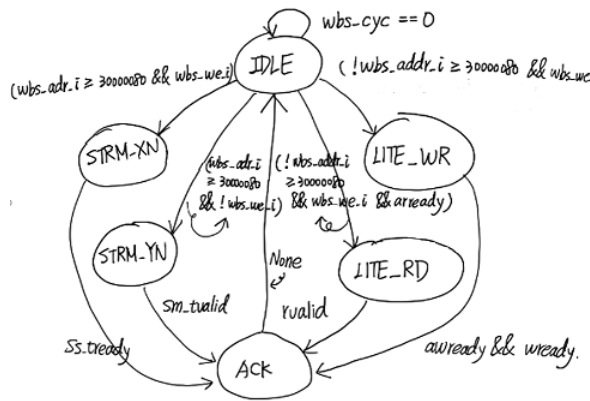 wbs_cyc == 0
IDLE
(wbs_adr_i ≥ 30000080 && wbs_we_i)
(!wbs_addr_i ≥ 30000080 && wbs_we
STRM_XN
LITE_WR
(wbs_adr_i
≥ 30000080
&& !wbs_we_i)
(!wbs_addr_i
≥ 30000080
&& wbs_we_i && arready)
STRM_YN
LITE_RD
None
sm_tvalid
rvalid
ss_tready
awready && wready.
ACK